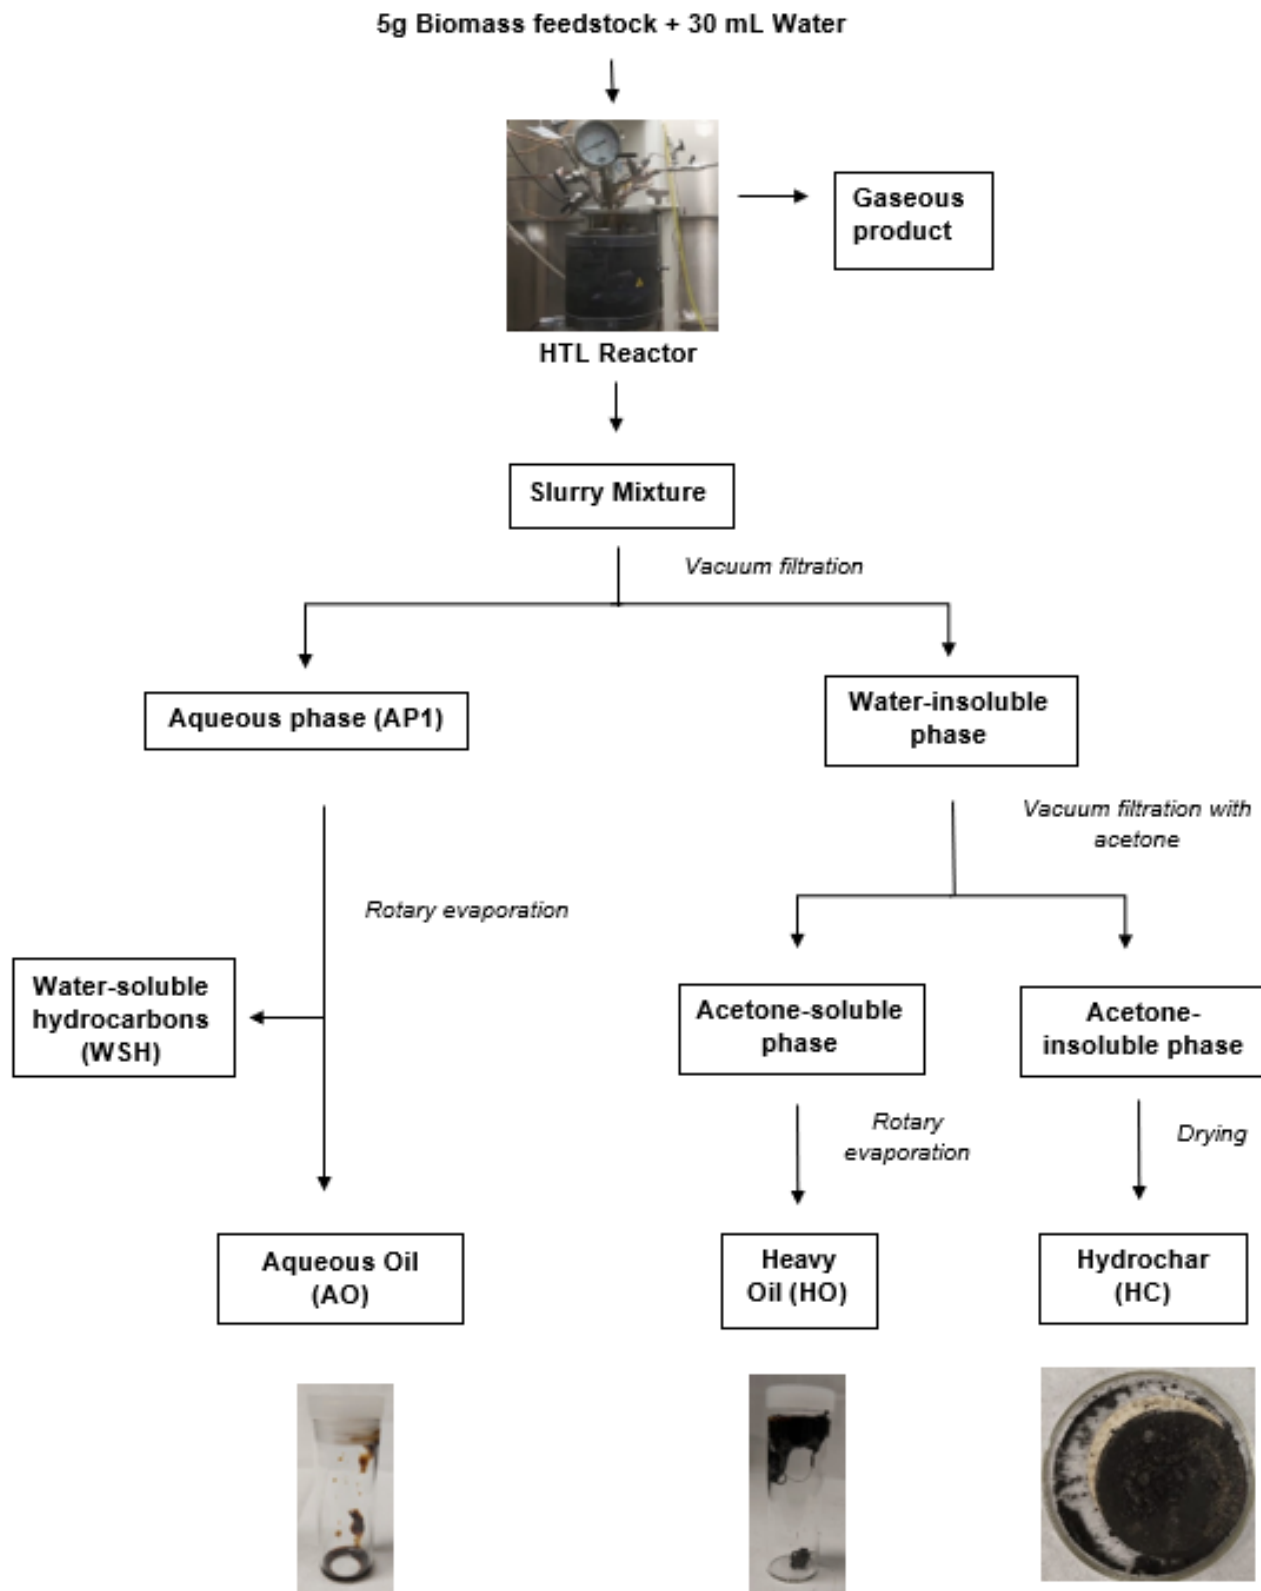 5g Biomass feedstock + 30 mL Water
Gaseous
product
HTL Reactor
Slurry Mixture
Vacuum filtration
Aqueous phase (AP1)
Water-insoluble
phase
Vacuum filtration with
acetone
Rotary evaporation
Water-soluble
hydrocarbons
(WSH)
Acetone-soluble
phase
Acetone-
insoluble phase
Rotary
evaporation
Drying
Aqueous Oil
(AO)
Heavy
Oil (HO)
Hydrochar
(HC)